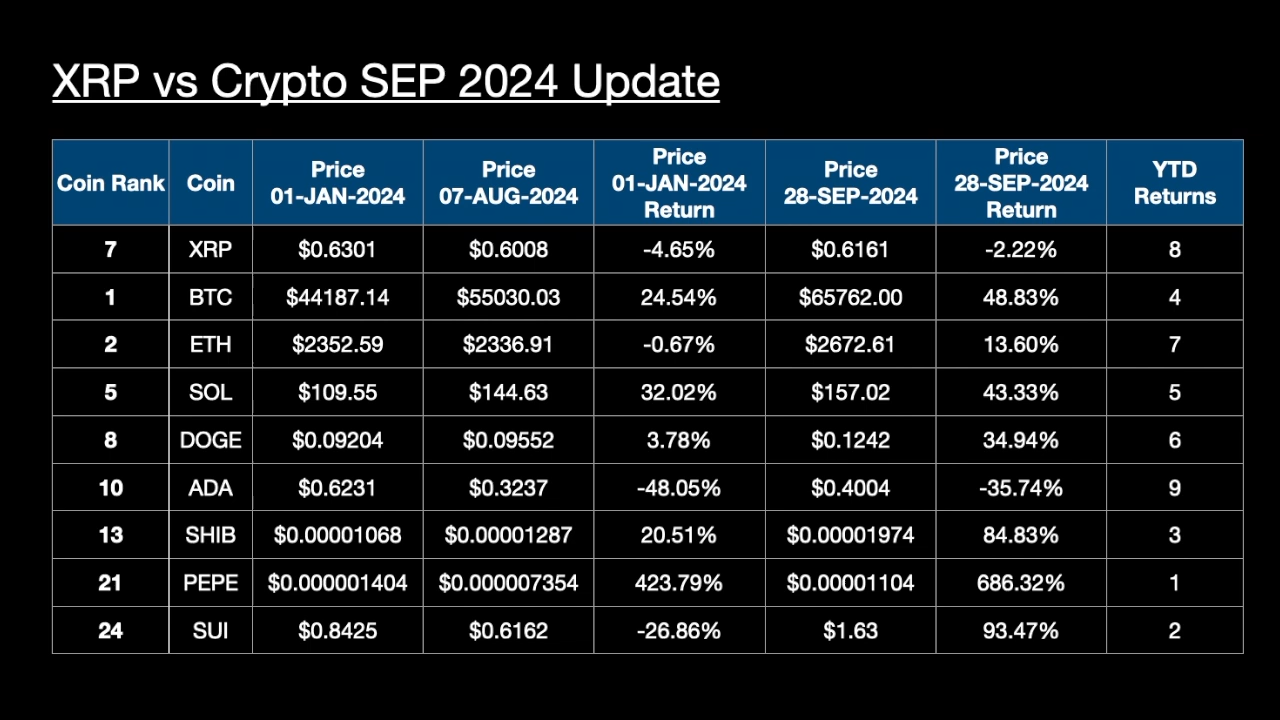 XRP vs Crypto SEP 2024 Update
Coin Rank Coin Price 01-JAN-2024 Price 07-AUG-2024 Price 01-JAN-2024 Return Price 28-SEP-2024 Price 28-SEP-2024 Return YTD Returns
7 XRP $0.6301 $0.6008 -4.65% $0.6161 -2.22% 8
1 BTC $44187.14 $55030.03 24.54% $65762.00 48.83% 4
2 ETH $2352.59 $2336.91 -0.67% $2672.61 13.60% 7
5 SOL $109.55 $144.63 32.02% $157.02 43.33% 5
8 DOGE $0.09204 $0.09552 3.78% $0.1242 34.94% 6
10 ADA $0.6231 $0.3237 -48.05% $0.4004 -35.74% 9
13 SHIB $0.00001068 $0.00001287 20.51% $0.00001974 84.83% 3
21 PEPE $0.000001404 $0.000007354 423.79% $0.00001104 686.32% 1
24 SUI $0.8425 $0.6162 -26.86% $1.63 93.47% 2